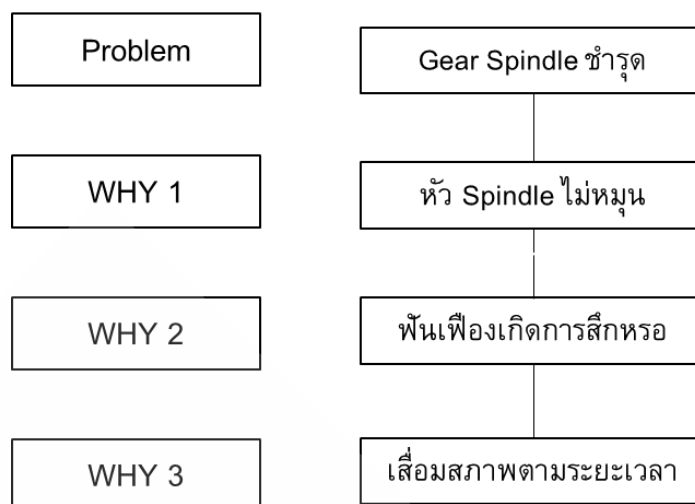 Problem
Gear Spindle ชำรุด
WHY 1
หัว Spindle ไม่หมุน
WHY 2
ฟันเฟืองเกิดการสึกหรอ
WHY 3
เสื่อมสภาพตามระยะเวลา